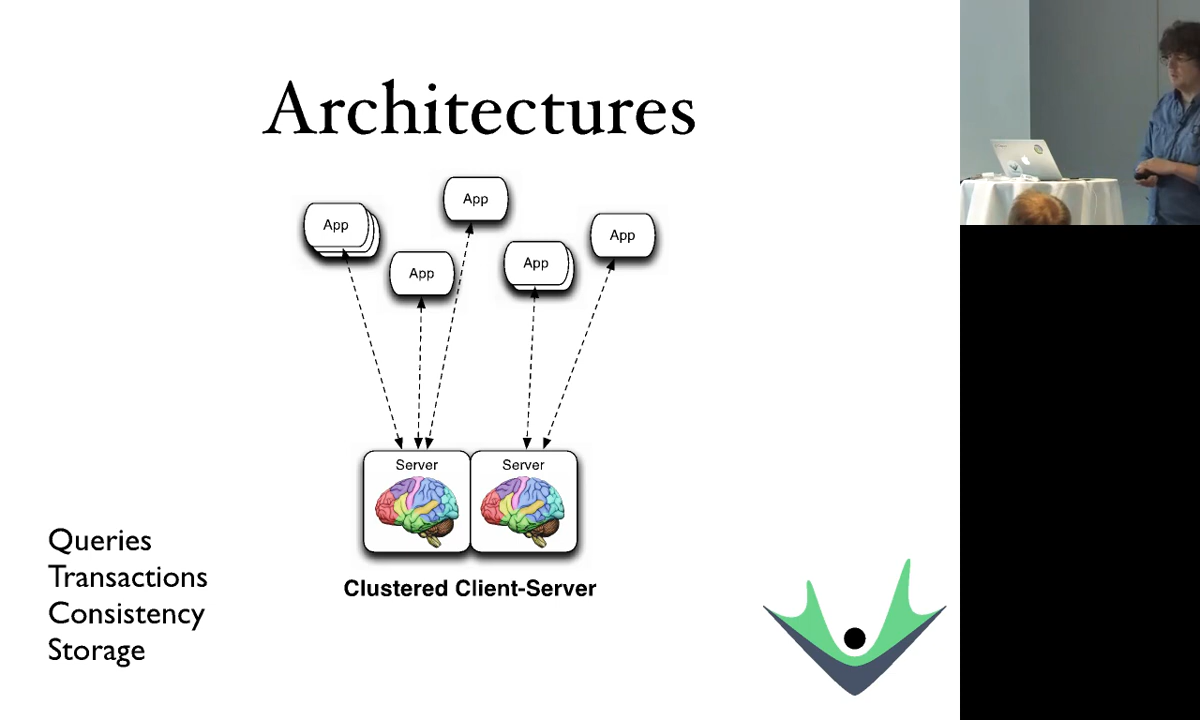 Architectures
App
App
App
App
App
Server
Server
Clustered Client-Server
Queries
Transactions
Consistency
Storage